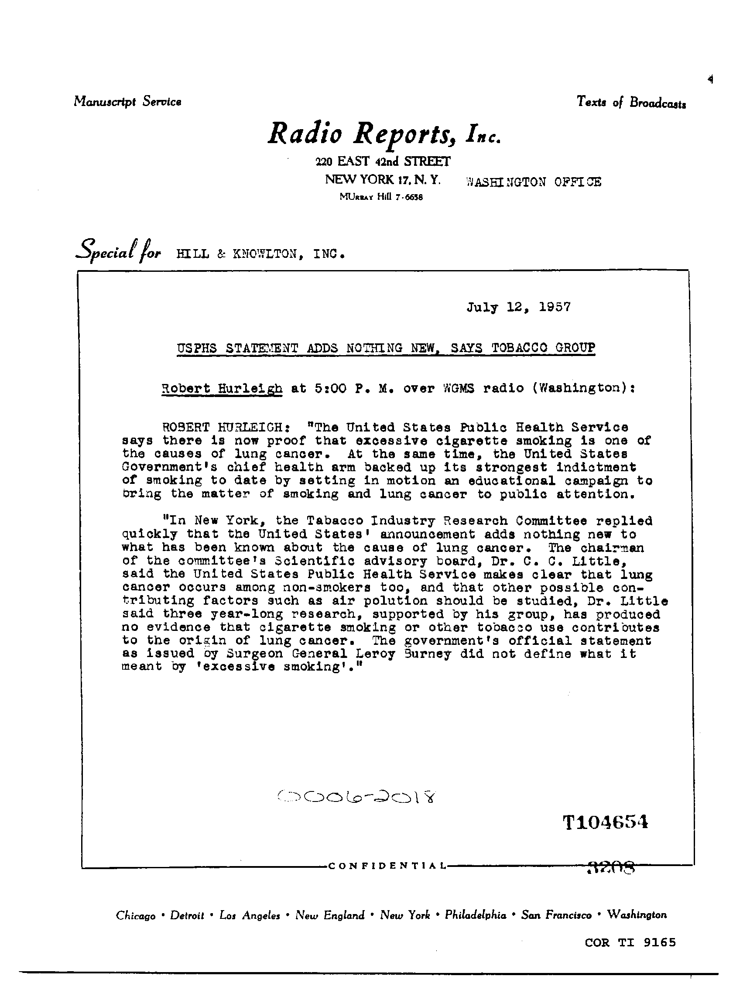 Manuscript Service
Texts of Broadcasts
Radio Reports, Inc.
220 EAST 42nd STREET
NEW YORK 17, N. Y. WASHINGTON OFFICE
MURRAY Hill 7-6658
Special for HILL & KNOWLTON, INC.
July 12, 1957
USPHS STATEMENT ADDS NOTHING NEW, SAYS TOBACCO GROUP
Robert Hurleigh at 5:00 P. M. over WGMS radio (Washington):
ROBERT HURLEIGH: "The United States Public Health Service
says there is now proof that excessive cigarette smoking is one of
the causes of lung cancer. At the same time, the United States
Government's chief health arm backed up its strongest indictment
of smoking to date by setting in motion an educational campaign to
bring the matter of smoking and lung cancer to public attention.
"In New York, the Tabacco Industry Research Committee replied
quickly that the United States' announcement adds nothing new to
what has been known about the cause of lung cancer. The chairman
of the committee's Scientific advisory board, Dr. C. C. Little,
said the United States Public Health Service makes clear that lung
cancer occurs among non-smokers too, and that other possible con-
tributing factors such as air polution should be studied, Dr. Little
said three year-long research, supported by his group, has produced
no evidence that cigarette smoking or other tobacco use contributes
to the origin of lung cancer. The government's official statement
as issued by Surgeon General Leroy Burney did not define what it
meant by 'excessive smoking'."
0006-2018
T104654
CONFIDENTIAL
3208
Chicago • Detroit • Los Angeles • New England • New York • Philadelphia • San Francisco • Washington
COR TI 9165